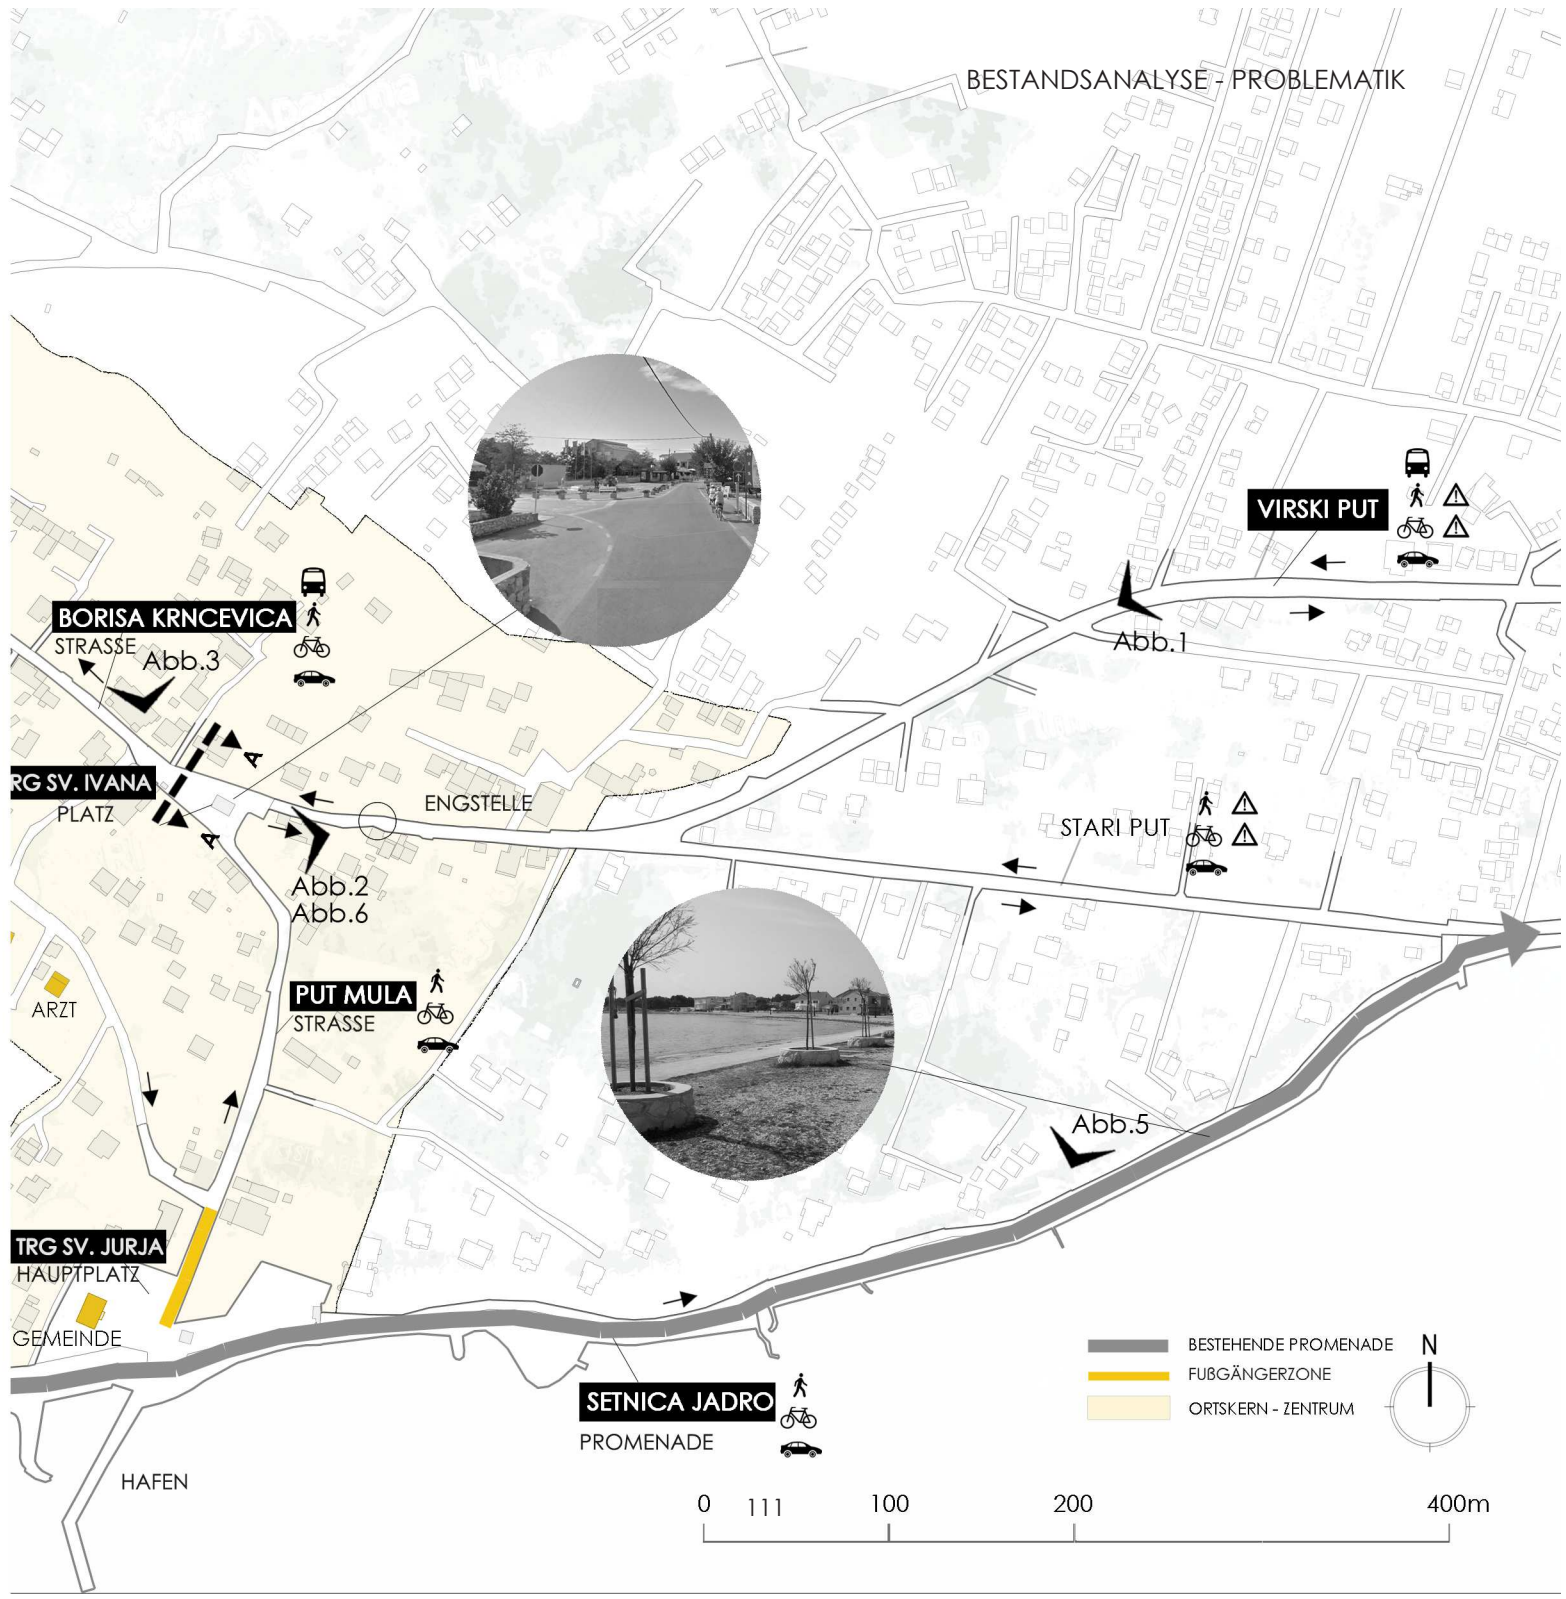 BESTANDSANALYSE - PROBLEMATIK
VIRSKI PUT
BORISA KRNCEVICA
STRASSE
Abb.3
Abb.1
A
RG SV. IVANA
PLATZ
ENGSTELLE
A
STARI PUT
Abb.2
Abb.6
ARZT
PUT MULA
STRASSE
Abb.5
TRG SV. JURJA
HAUPTPLATZ
GEMEINDE
BESTEHENDE PROMENADE
N
FUßGÄNGERZONE
ORTSKERN - ZENTRUM
SETNICA JADRO
PROMENADE
HAFEN
0 111 100 200 400m